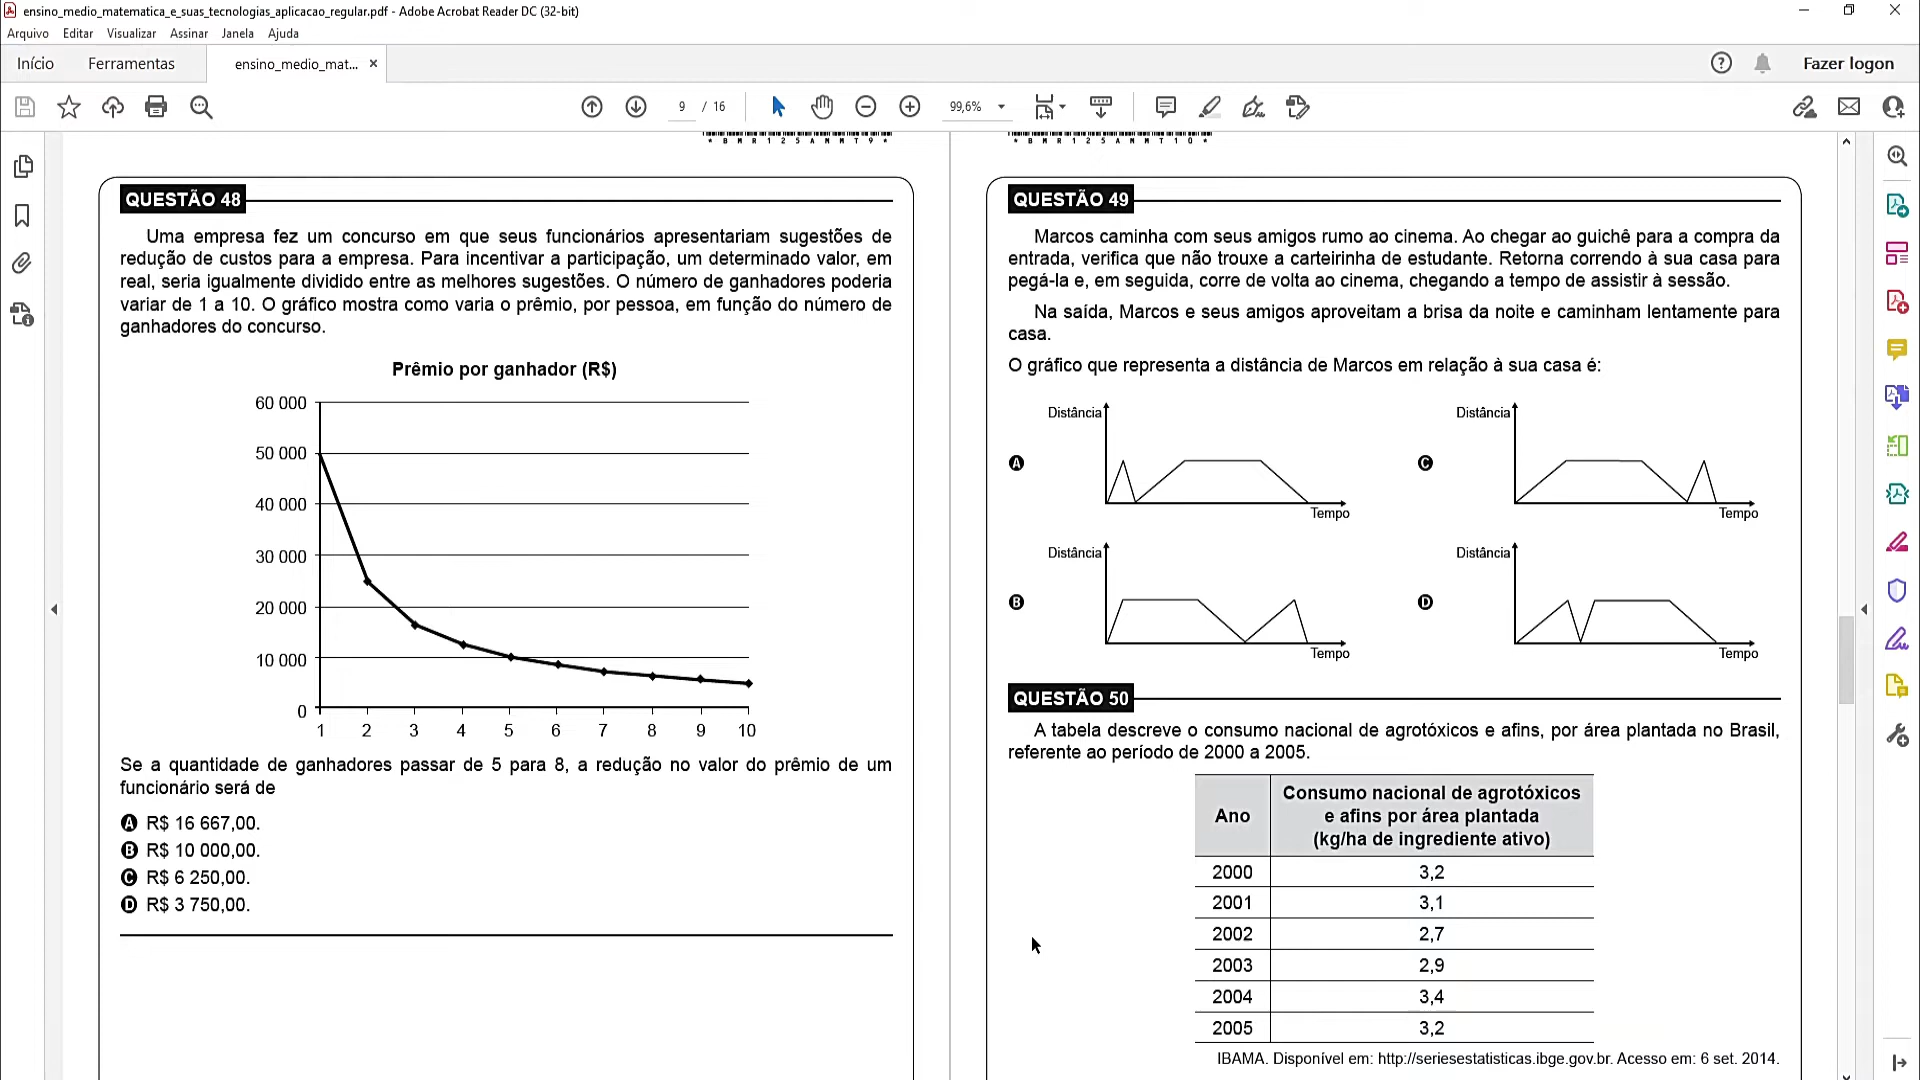 ensino_medio_matematica_e_suas_tecnologias_aplicacao_regular.pdf - Adobe Acrobat Reader DC (32-bit)
Arquivo Editar Visualizar Assinar Janela Ajuda
Início Ferramentas ensino_medio_mat... × Fazer logon
9 / 16 99,6%
* B M R 1 2 5 A M M T 9 *
* B M R 1 2 5 A M M T 1 0 *
QUESTÃO 48
Uma empresa fez um concurso em que seus funcionários apresentariam sugestões de
redução de custos para a empresa. Para incentivar a participação, um determinado valor, em
real, seria igualmente dividido entre as melhores sugestões. O número de ganhadores poderia
variar de 1 a 10. O gráfico mostra como varia o prêmio, por pessoa, em função do número de
ganhadores do concurso.
Prêmio por ganhador (R$)
60 000
50 000
40 000
30 000
20 000
10 000
0
1 2 3 4 5 6 7 8 9 10
Se a quantidade de ganhadores passar de 5 para 8, a redução no valor do prêmio de um
funcionário será de
A R$ 16 667,00.
B R$ 10 000,00.
C R$ 6 250,00.
D R$ 3 750,00.
QUESTÃO 49
Marcos caminha com seus amigos rumo ao cinema. Ao chegar ao guichê para a compra da
entrada, verifica que não trouxe a carteirinha de estudante. Retorna correndo à sua casa para
pegá-la e, em seguida, corre de volta ao cinema, chegando a tempo de assistir à sessão.
Na saída, Marcos e seus amigos aproveitam a brisa da noite e caminham lentamente para
casa.
O gráfico que representa a distância de Marcos em relação à sua casa é:
Distância
A
Tempo
Distância
C
Tempo
Distância
B
Tempo
Distância
D
Tempo
QUESTÃO 50
A tabela descreve o consumo nacional de agrotóxicos e afins, por área plantada no Brasil,
referente ao período de 2000 a 2005.
Ano
Consumo nacional de agrotóxicos
e afins por área plantada
(kg/ha de ingrediente ativo)
2000 3,2
2001 3,1
2002 2,7
2003 2,9
2004 3,4
2005 3,2
IBAMA. Disponível em: http://seriesestatisticas.ibge.gov.br. Acesso em: 6 set. 2014.